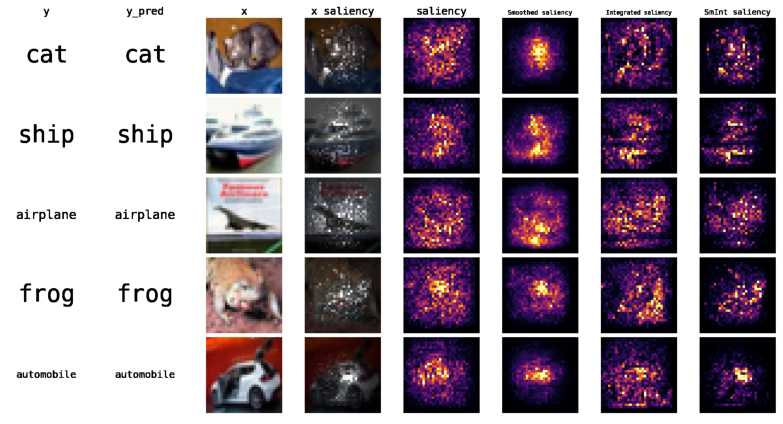 y y_pred x x saliency saliency Smoothed saliency Integrated saliency SmInt saliency
cat cat
ship ship
airplane airplane
Airlines
frog frog
automobile automobile